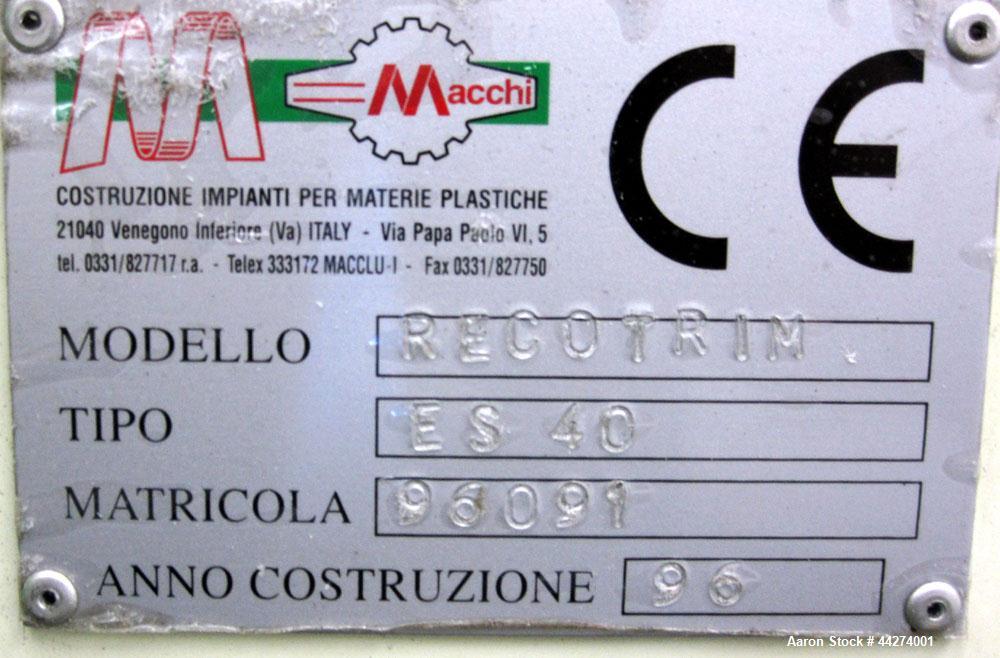 Macchi
CE
COSTRUZIONE IMPIANTI PER MATERIE PLASTICHE
21040 Venegono Inferiore (Va) ITALY - Via Papa Paolo VI, 5
tel. 0331/827717 r.a. - Telex 333172 MACCLU-I - Fax 0331/827750
MODELLO RECOTRIM.
TIPO ES 40
MATRICOLA 96091
ANNO COSTRUZIONE 96
Aaron Stock # 44274001